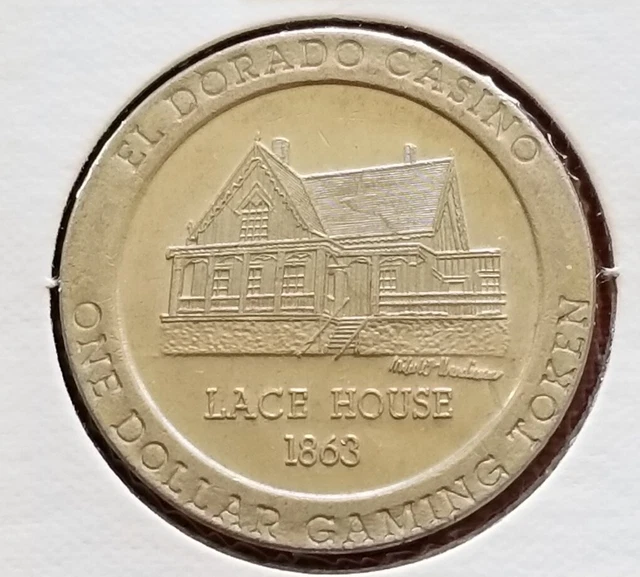 EL DORADO CASINO
LACE HOUSE
1863
ONE DOLLAR GAMING TOKEN